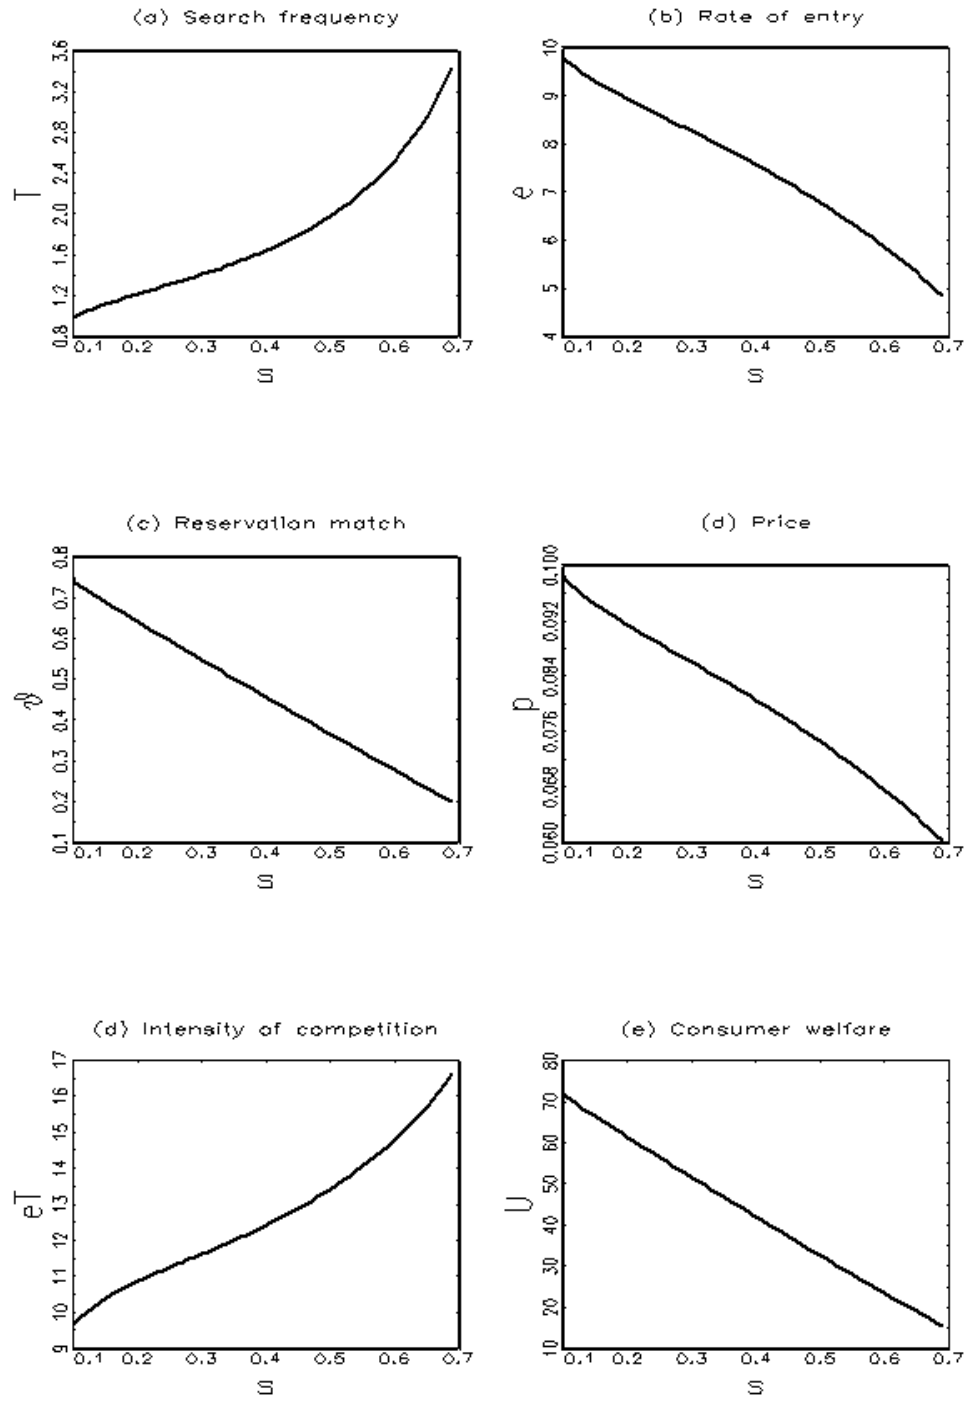 (a) Search frequency
T
0.8 1.2 1.6 2.0 2.4 2.8 3.2 3.6
0.1 0.2 0.3 0.4 0.5 0.6 0.7
s
(b) Rate of entry
e
4 5 6 7 8 9 10
0.1 0.2 0.3 0.4 0.5 0.6 0.7
s
(c) Reservation match
ϑ
0.1 0.2 0.3 0.4 0.5 0.6 0.7 0.8
0.1 0.2 0.3 0.4 0.5 0.6 0.7
s
(d) Price
p
0.060 0.068 0.076 0.084 0.092 0.100
0.1 0.2 0.3 0.4 0.5 0.6 0.7
s
(d) Intensity of competition
eT
9 10 11 12 13 14 15 16 17
0.1 0.2 0.3 0.4 0.5 0.6 0.7
s
(e) Consumer welfare
U
10 20 30 40 50 60 70 80
0.1 0.2 0.3 0.4 0.5 0.6 0.7
s